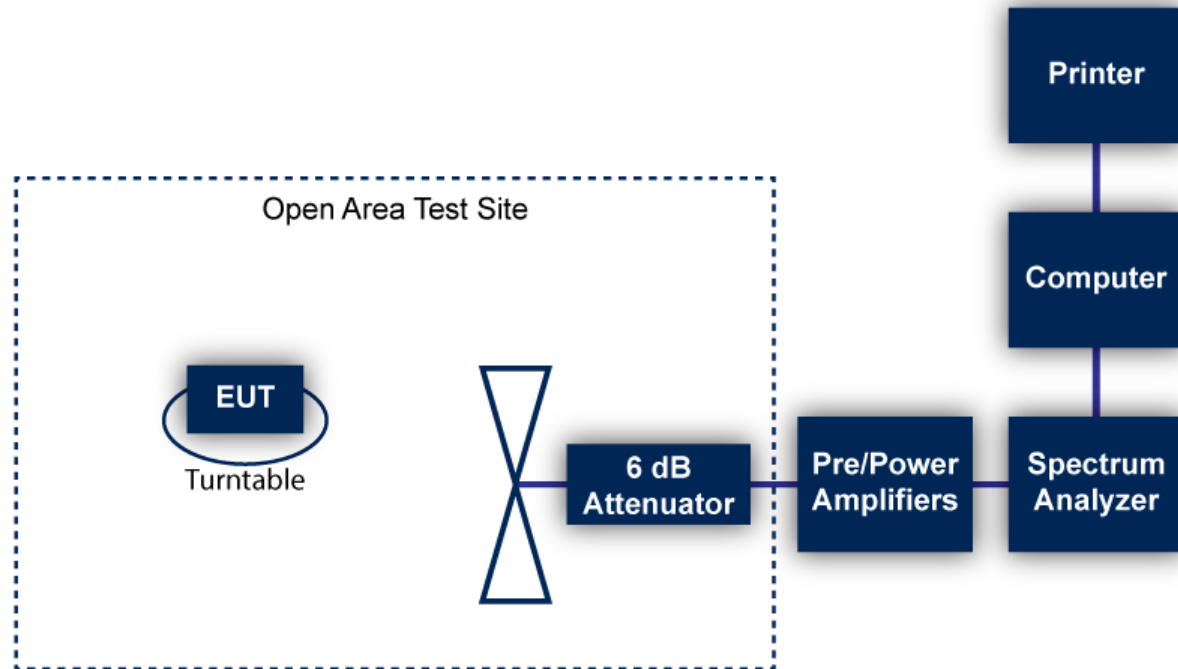 Printer
Open Area Test Site
Computer
EUT
Turntable
6 dB
Attenuator
Pre/Power
Amplifiers
Spectrum
Analyzer